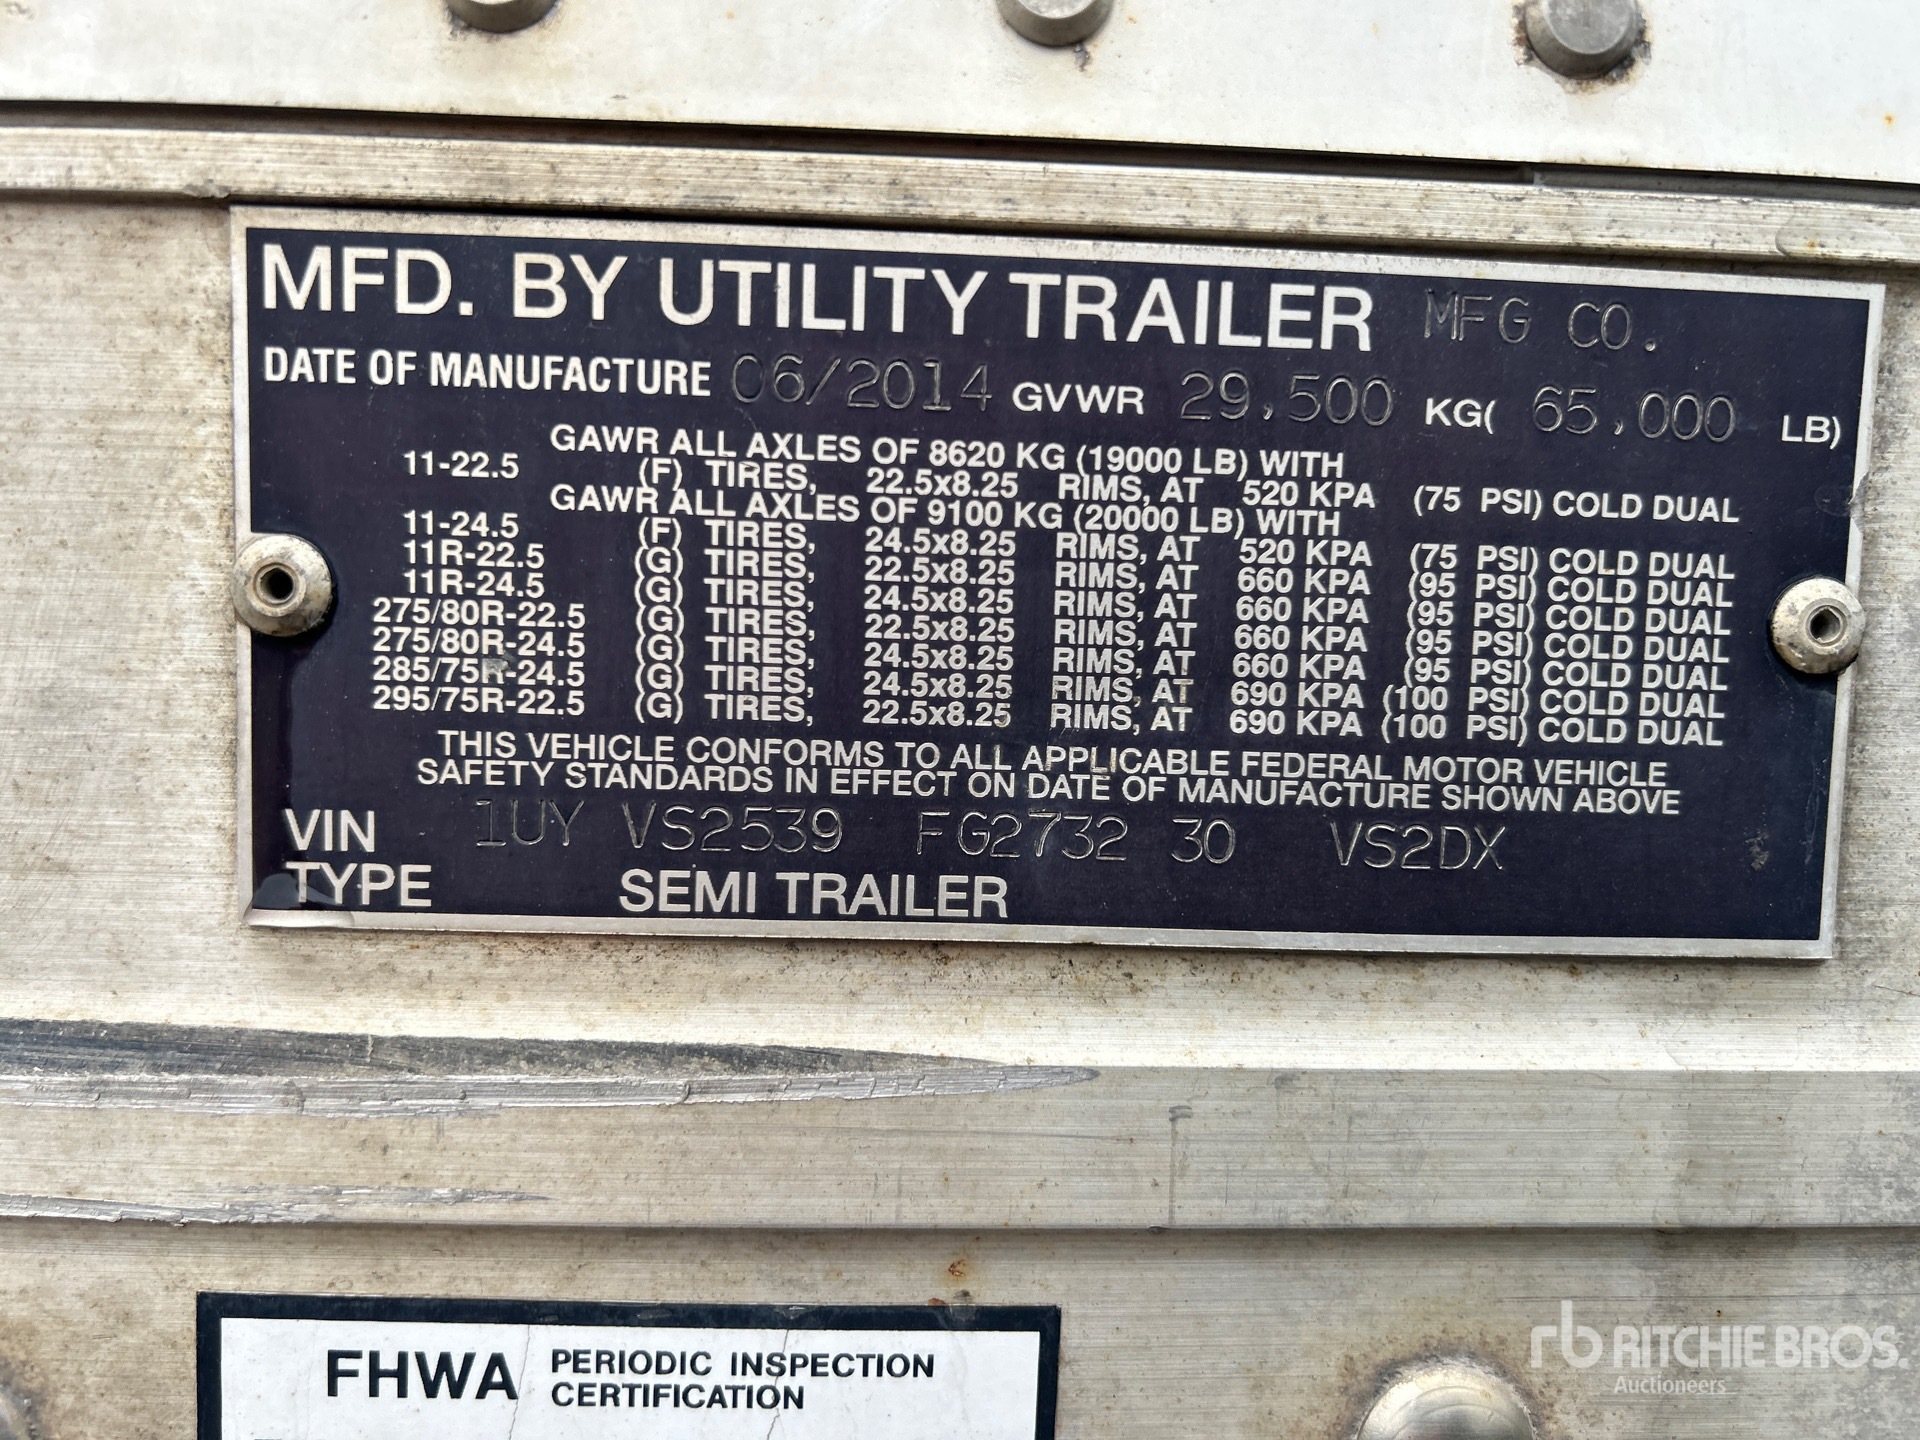 MFD. BY UTILITY TRAILER MFG CO.
DATE OF MANUFACTURE 06/2014 GVWR 29,500 KG( 65,000 LB)
GAWR ALL AXLES OF 8620 KG (19000 LB) WITH
11-22.5 (F) TIRES, 22.5x8.25 RIMS, AT 520 KPA (75 PSI) COLD DUAL
GAWR ALL AXLES OF 9100 KG (20000 LB) WITH
11-24.5 (F) TIRES, 24.5x8.25 RIMS, AT 520 KPA (75 PSI) COLD DUAL
11R-22.5 (G) TIRES, 22.5x8.25 RIMS, AT 660 KPA (95 PSI) COLD DUAL
11R-24.5 (G) TIRES, 24.5x8.25 RIMS, AT 660 KPA (95 PSI) COLD DUAL
275/80R-22.5 (G) TIRES, 22.5x8.25 RIMS, AT 660 KPA (95 PSI) COLD DUAL
275/80R-24.5 (G) TIRES, 24.5x8.25 RIMS, AT 660 KPA (95 PSI) COLD DUAL
285/75R-24.5 (G) TIRES, 24.5x8.25 RIMS, AT 690 KPA (100 PSI) COLD DUAL
295/75R-22.5 (G) TIRES, 22.5x8.25 RIMS, AT 690 KPA (100 PSI) COLD DUAL
THIS VEHICLE CONFORMS TO ALL APPLICABLE FEDERAL MOTOR VEHICLE
SAFETY STANDARDS IN EFFECT ON DATE OF MANUFACTURE SHOWN ABOVE
VIN 1UY VS2539 FG2732 30 VS2DX
TYPE SEMI TRAILER
FHWA PERIODIC INSPECTION
CERTIFICATION
rb RITCHIE BROS.
Auctioneers